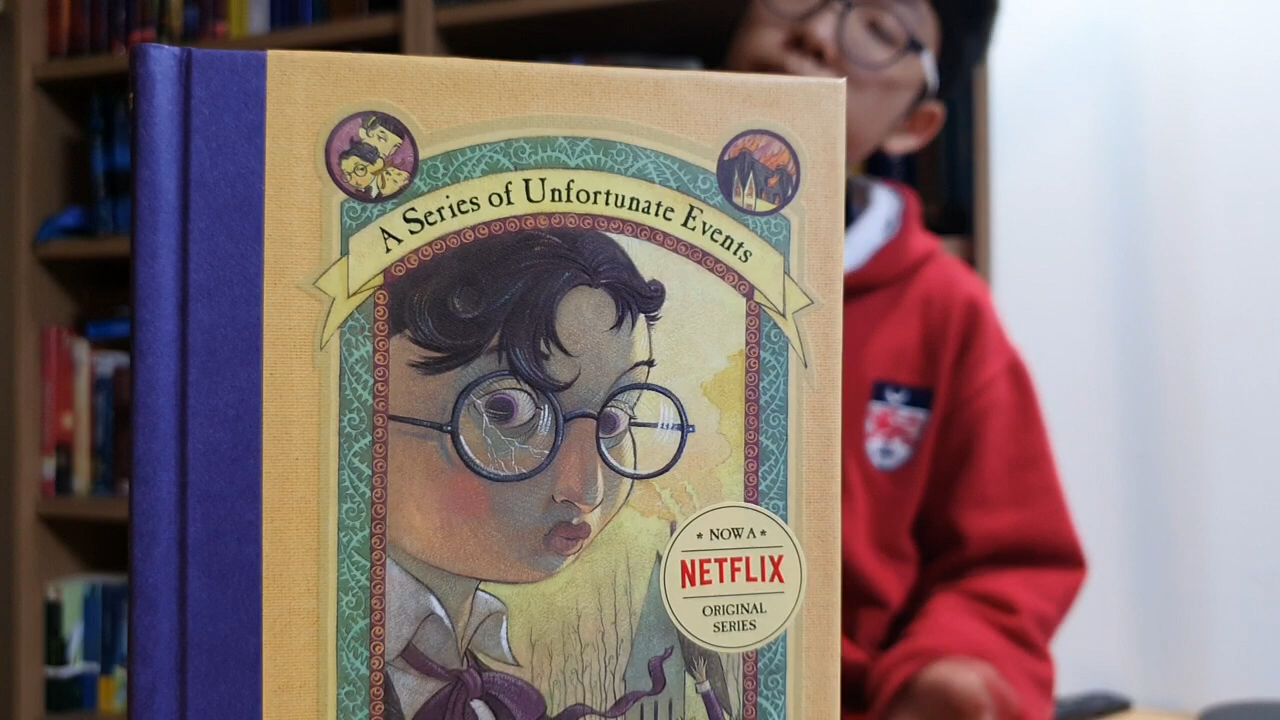 A Series of Unfortunate Events
* NOW A *
NETFLIX
ORIGINAL
SERIES